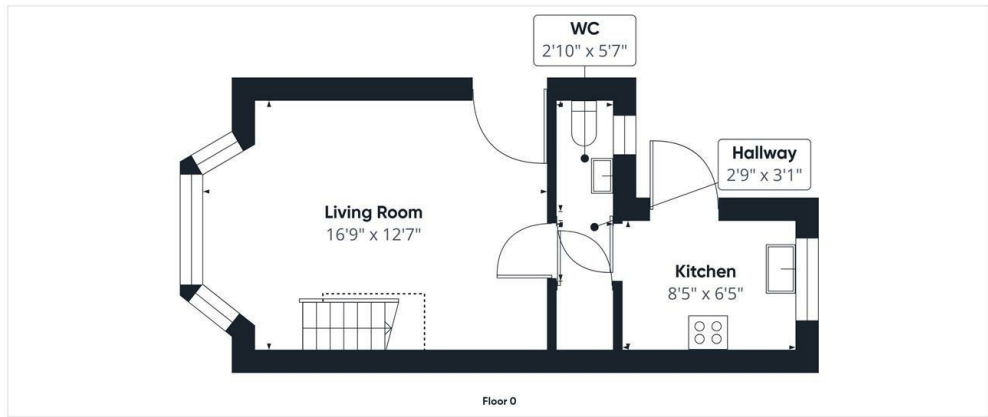 WC
2'10" x 5'7"
Hallway
2'9" x 3'1"
Living Room
16'9" x 12'7"
Kitchen
8'5" x 6'5"
Floor 0